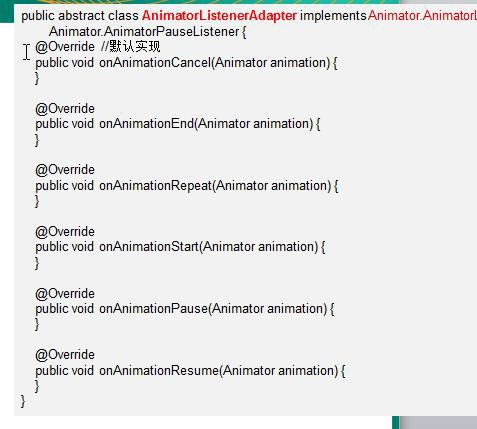 public abstract class AnimatorListenerAdapter implements Animator.AnimatorL
Animator.AnimatorPauseListener {
@Override //默认实现
public void onAnimationCancel(Animator animation) {
}
@Override
public void onAnimationEnd(Animator animation) {
}
@Override
public void onAnimationRepeat(Animator animation) {
}
@Override
public void onAnimationStart(Animator animation) {
}
@Override
public void onAnimationPause(Animator animation) {
}
@Override
public void onAnimationResume(Animator animation) {
}
}